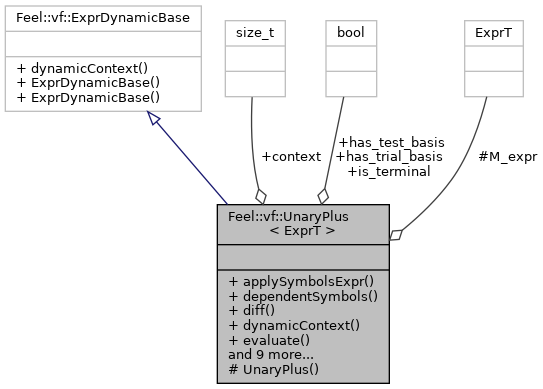 Feel::vf::ExprDynamicBase
+ dynamicContext()
+ ExprDynamicBase()
+ ExprDynamicBase()
size_t
bool
ExprT
+context
+has_test_basis
+has_trial_basis
+is_terminal
#M_expr
Feel::vf::UnaryPlus
< ExprT >
+ applySymbolsExpr()
+ dependentSymbols()
+ diff()
+ dynamicContext()
+ evaluate()
and 9 more...
# UnaryPlus()